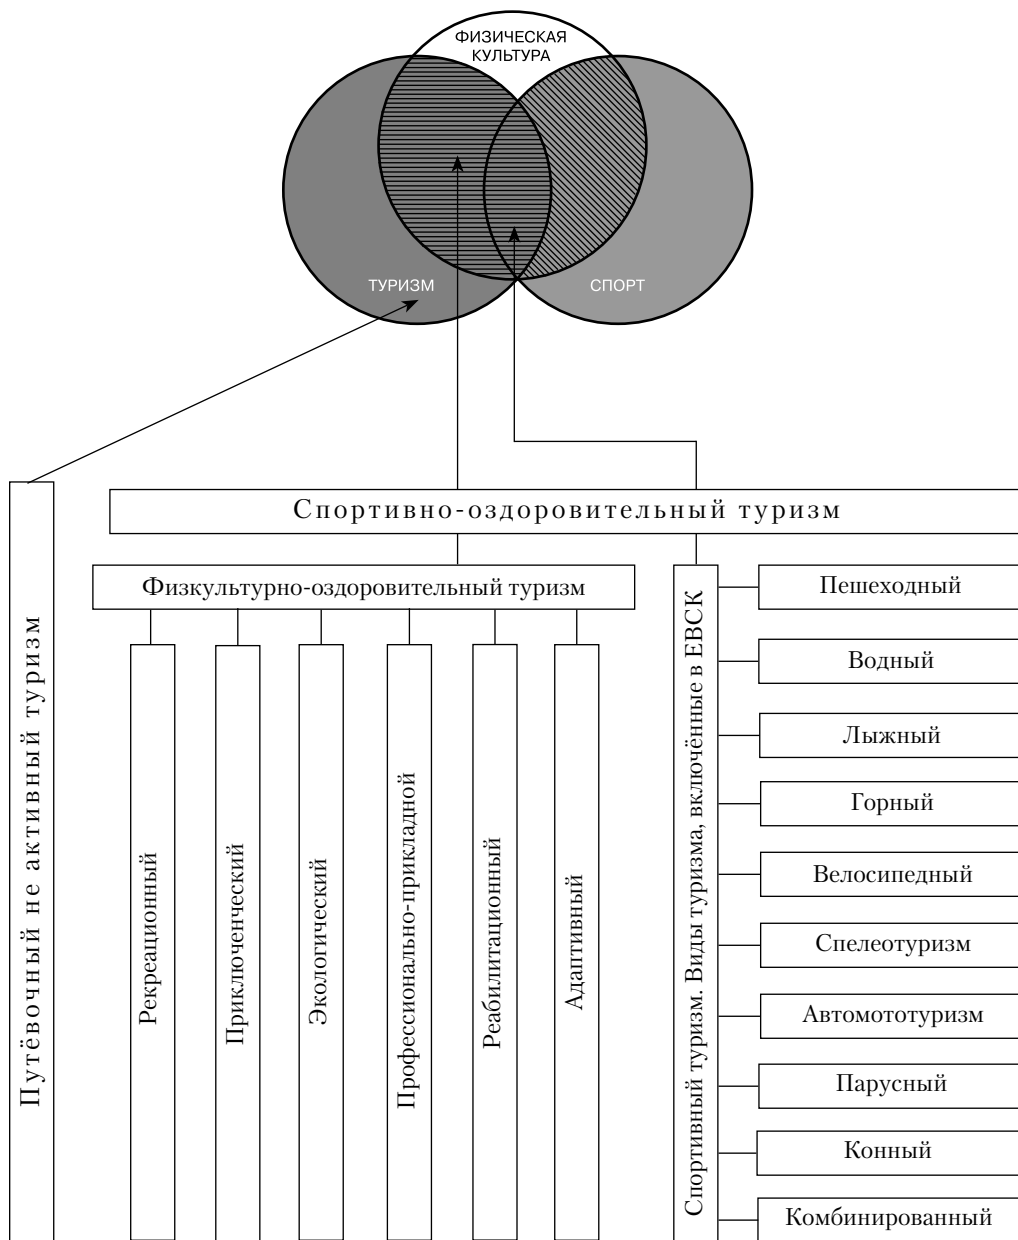 ФИЗИЧЕСКАЯ
КУЛЬТУРА
ТУРИЗМ
СПОРТ
Путёвочный не активный туризм
Спортивно-оздоровительный туризм
Физкультурно-оздоровительный туризм
Рекреационный
Приключенческий
Экологический
Профессионально-прикладной
Реабилитационный
Адаптивный
Спортивный туризм. Виды туризма, включённые в ЕВСК
Пешеходный
Водный
Лыжный
Горный
Велосипедный
Спелеотуризм
Автомототуризм
Парусный
Конный
Комбинированный